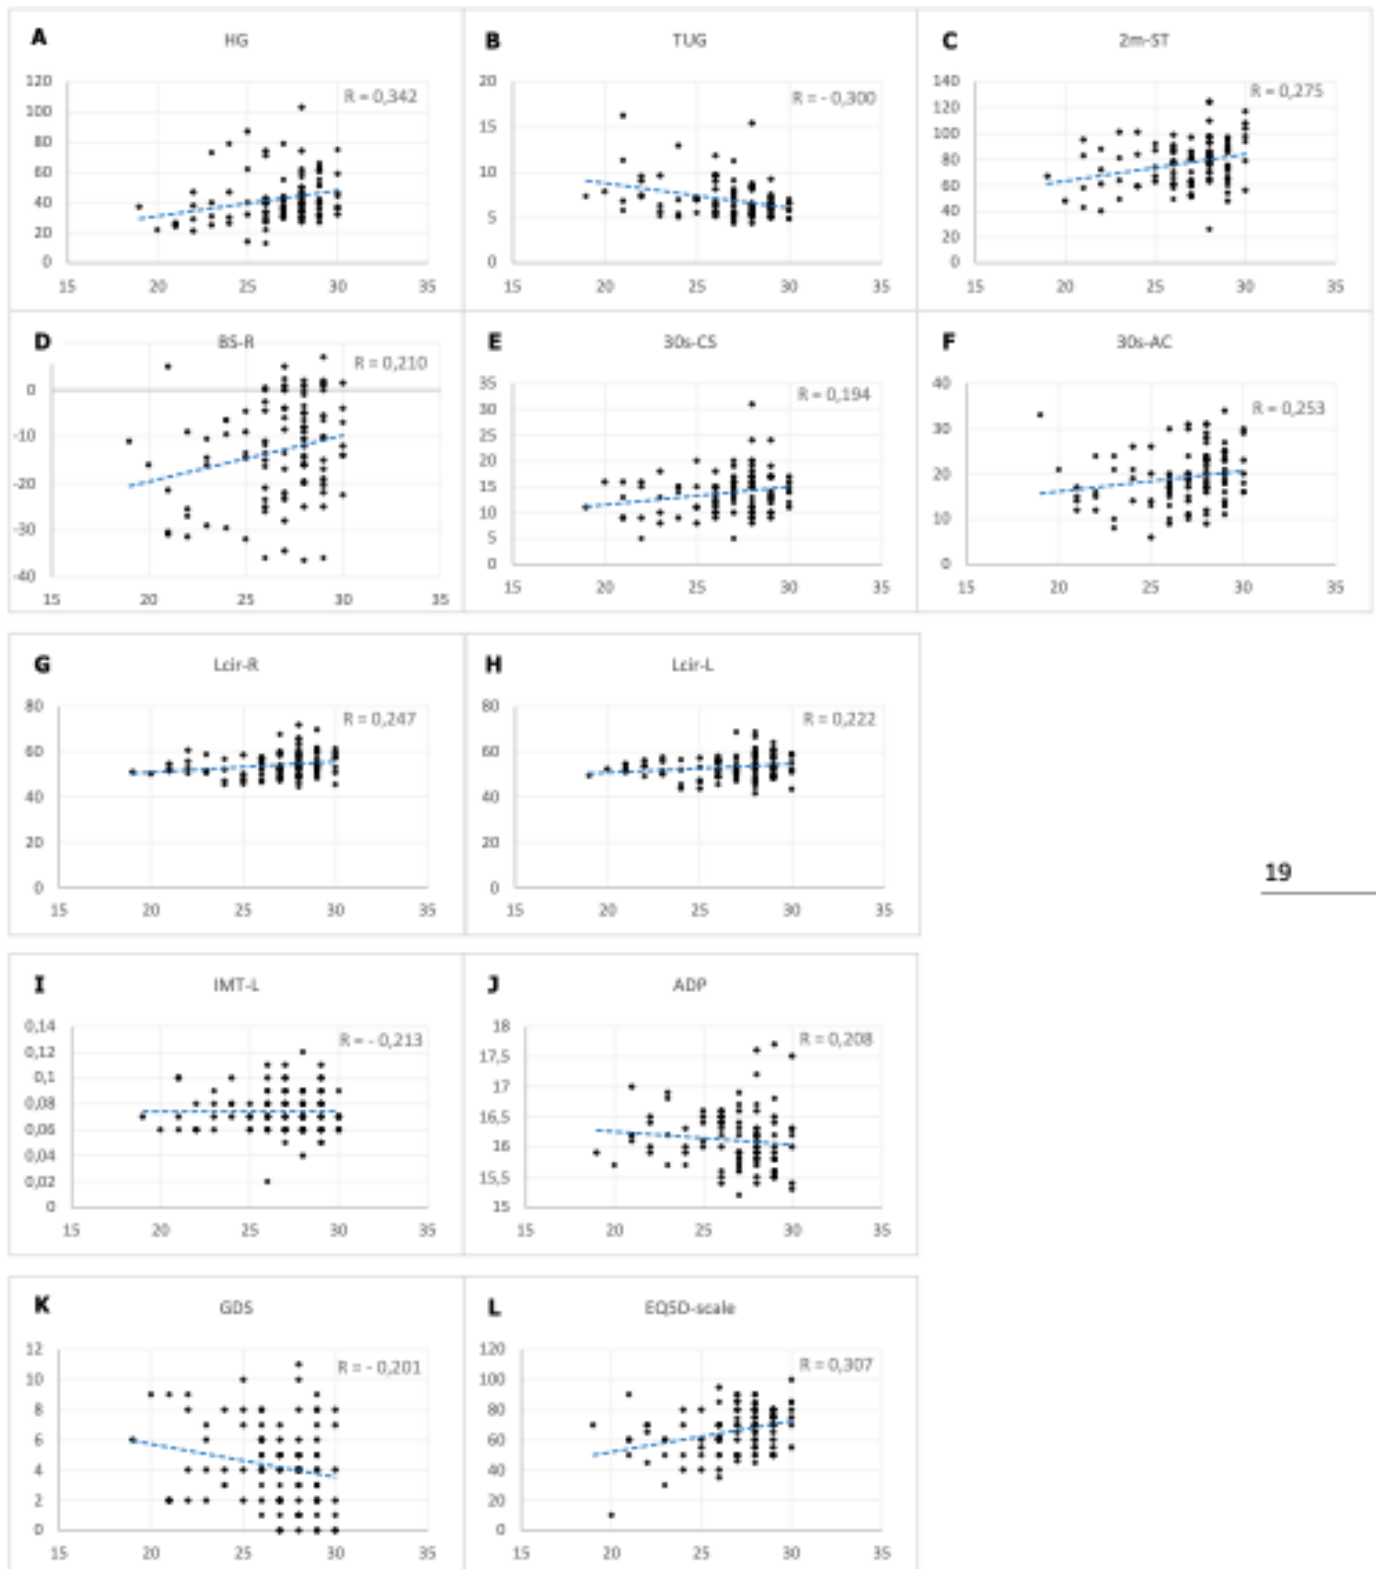 A HG
R = 0,342
120
100
80
60
40
20
0
15 20 25 30 35
B TUG
R = - 0,300
20
15
10
5
0
15 20 25 30 35
C 2m-ST
R = 0,275
140
120
100
80
60
40
20
0
15 20 25 30 35
D BS-R
R = 0,210
0
-10
-20
-30
-40
15 20 25 30 35
E 30s-CS
R = 0,194
35
30
25
20
15
10
5
0
15 20 25 30 35
F 30s-AC
R = 0,253
40
30
20
10
0
15 20 25 30 35
G Lcir-R
R = 0,247
80
60
40
20
0
15 20 25 30 35
H Lcir-L
R = 0,222
80
60
40
20
0
15 20 25 30 35
19
I IMT-L
R = - 0,213
0,14
0,12
0,1
0,08
0,06
0,04
0,02
0
15 20 25 30 35
J ADP
R = 0,208
18
17,5
17
16,5
16
15,5
15
15 20 25 30 35
K GDS
R = - 0,201
12
10
8
6
4
2
0
15 20 25 30 35
L EQ5D-scale
R = 0,307
120
100
80
60
40
20
0
15 20 25 30 35